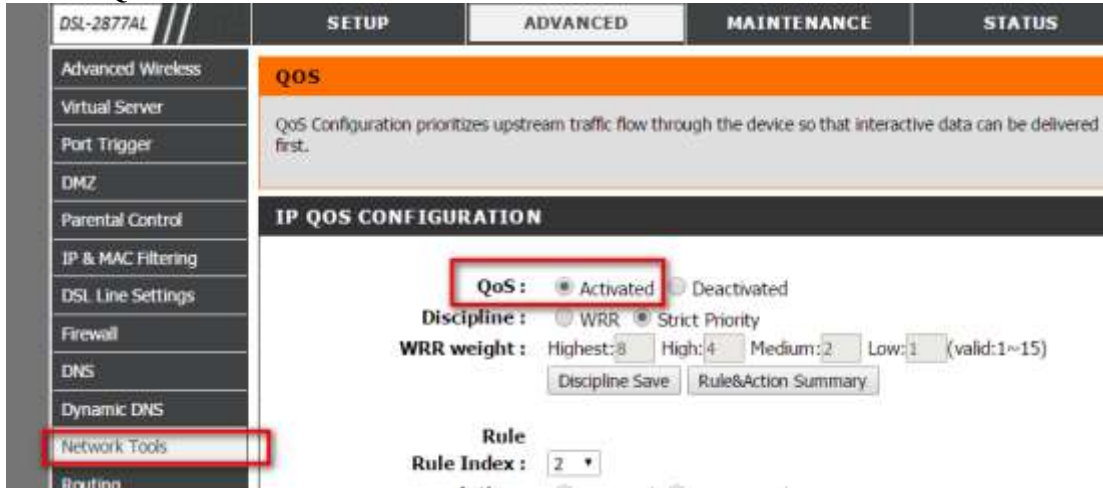 DSL-2877AL
SETUP ADVANCED MAINTENANCE STATUS
Advanced Wireless
Virtual Server
Port Trigger
DMZ
Parental Control
IP & MAC Filtering
DSL Line Settings
Firewall
DNS
Dynamic DNS
Network Tools
Routing
QOS
QoS Configuration prioritizes upstream traffic flow through the device so that interactive data can be delivered
first.
IP QOS CONFIGURATION
QoS : Activated Deactivated
Discipline : WRR Strict Priority
WRR weight : Highest:8 High:4 Medium:2 Low:1 (valid:1~15)
Discipline Save Rule&Action Summary
Rule
Rule Index : 2